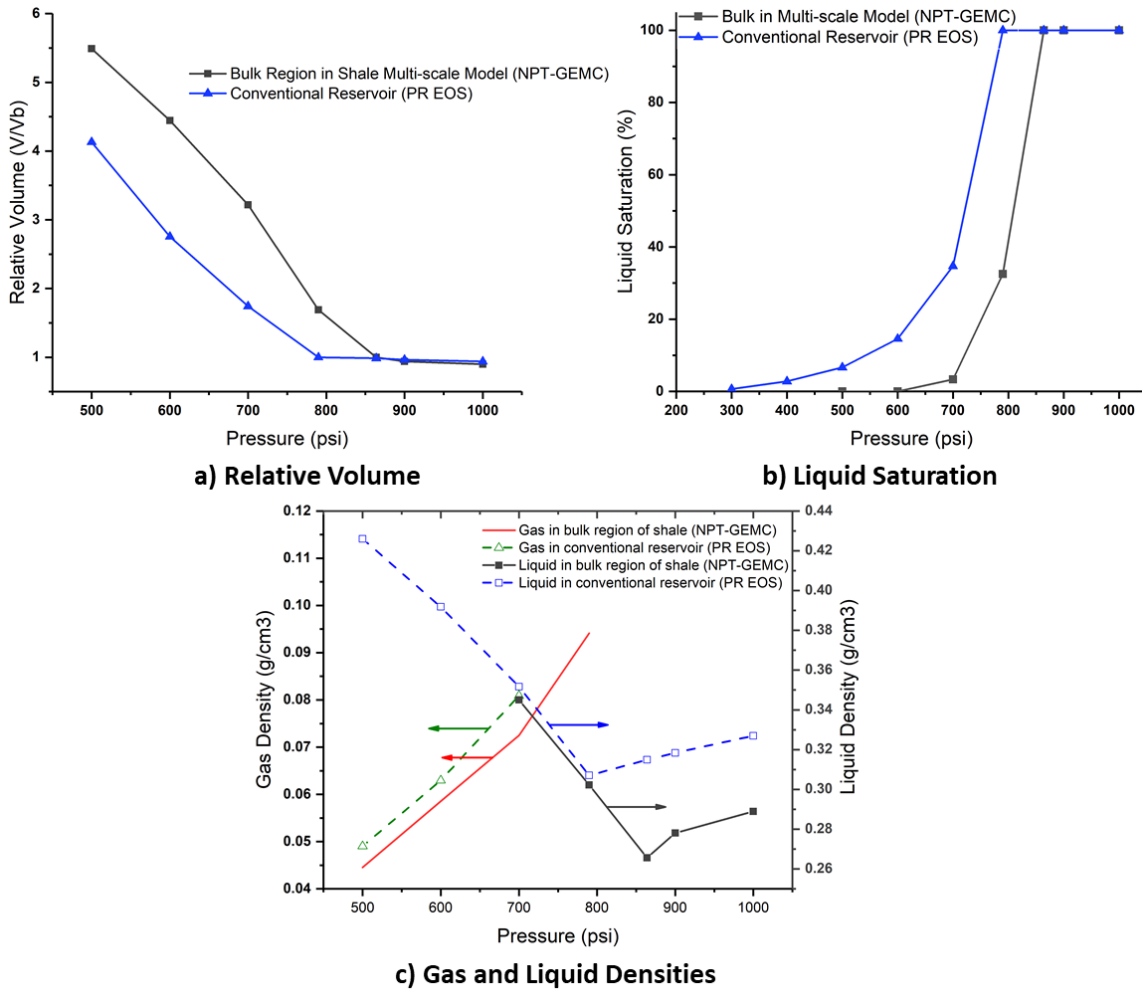 Relative Volume (V/Vb)
6
5
4
3
2
1
Bulk Region in Shale Multi-scale Model (NPT-GEMC)
Conventional Reservoir (PR EOS)
500 600 700 800 900 1000
Pressure (psi)
a) Relative Volume
Liquid Saturation (%)
100
80
60
40
20
0
Bulk in Multi-scale Model (NPT-GEMC)
Conventional Reservoir (PR EOS)
200 300 400 500 600 700 800 900 1000
Pressure (psi)
b) Liquid Saturation
Gas Density (g/cm3)
0.12
0.11
0.10
0.09
0.08
0.07
0.06
0.05
0.04
Gas in bulk region of shale (NPT-GEMC)
Gas in conventional reservoir (PR EOS)
Liquid in bulk region of shale (NPT-GEMC)
Liquid in conventional reservoir (PR EOS)
0.44
0.42
0.40
0.38
0.36
0.34
0.32
0.30
0.28
0.26
Liquid Density (g/cm3)
500 600 700 800 900 1000
Pressure (psi)
c) Gas and Liquid Densities